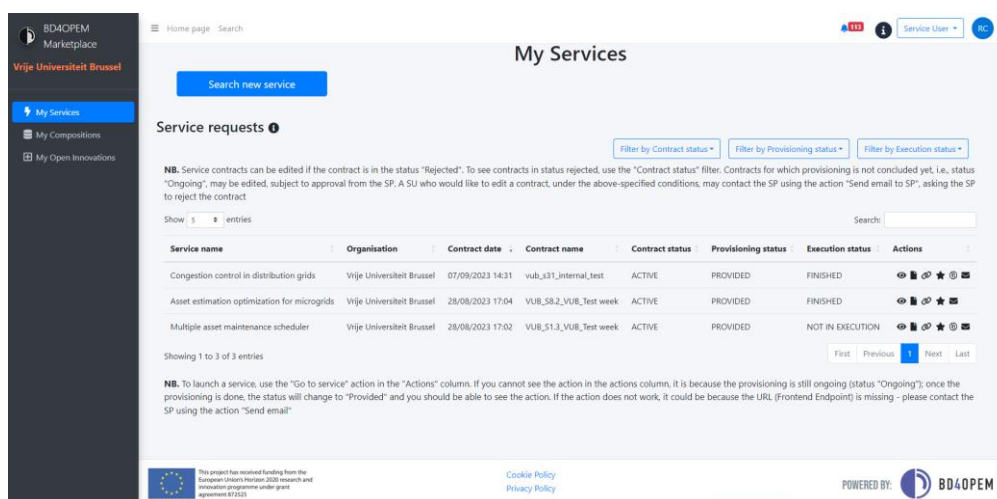 BD4OPEM
Marketplace
Vrije Universiteit Brussel
My Services
My Compositions
My Open Innovations
Home page Search
113
Service User
RC
My Services
Search new service
Service requests
Filter by Contract status
Filter by Provisioning status
Filter by Execution status
NB. Service contracts can be edited if the contract is in the status "Rejected". To see contracts in status rejected, use the "Contract status" filter. Contracts for which provisioning is not concluded yet, i.e., status
"Ongoing", may be edited, subject to approval from the SP. A SU who would like to edit a contract, under the above-specified conditions, may contact the SP using the action "Send email to SP", asking the SP
to reject the contract
Show 5 entries
Search:
Service name Organisation Contract date Contract name Contract status Provisioning status Execution status Actions
Congestion control in distribution grids Vrije Universiteit Brussel 07/09/2023 14:31 vub_s31_internal_test ACTIVE PROVIDED FINISHED
Asset estimation optimization for microgrids Vrije Universiteit Brussel 28/08/2023 17:04 VUB_S8.2_VUB_Test week ACTIVE PROVIDED FINISHED
Multiple asset maintenance scheduler Vrije Universiteit Brussel 28/08/2023 17:02 VUB_S1.3_VUB_Test week ACTIVE PROVIDED NOT IN EXECUTION
Showing 1 to 3 of 3 entries
First Previous 1 Next Last
NB. To launch a service, use the "Go to service" action in the "Actions" column. If you cannot see the action in the actions column, it is because the provisioning is still ongoing (status "Ongoing"); once the
provisioning is done, the status will change to "Provided" and you should be able to see the action. If the action does not work, it could be because the URL (Frontend Endpoint) is missing - please contact the
SP using the action "Send email"
This project has received funding from the
European Union's Horizon 2020 research and
innovation programme under grant
agreement 872525
Cookie Policy
Privacy Policy
POWERED BY:
BD4OPEM